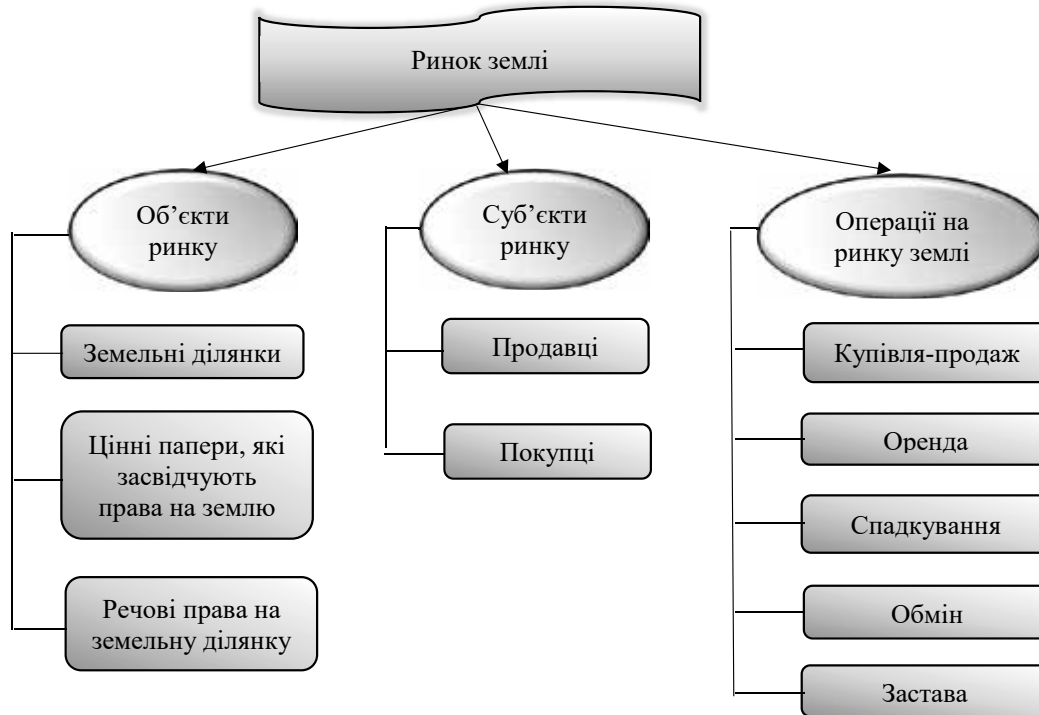 Ринок землі
Об’єкти
ринку
Земельні ділянки
Цінні папери, які
засвідчують
права на землю
Речові права на
земельну ділянку
Суб’єкти
ринку
Продавці
Покупці
Операції на
ринку землі
Купівля-продаж
Оренда
Спадкування
Обмін
Застава